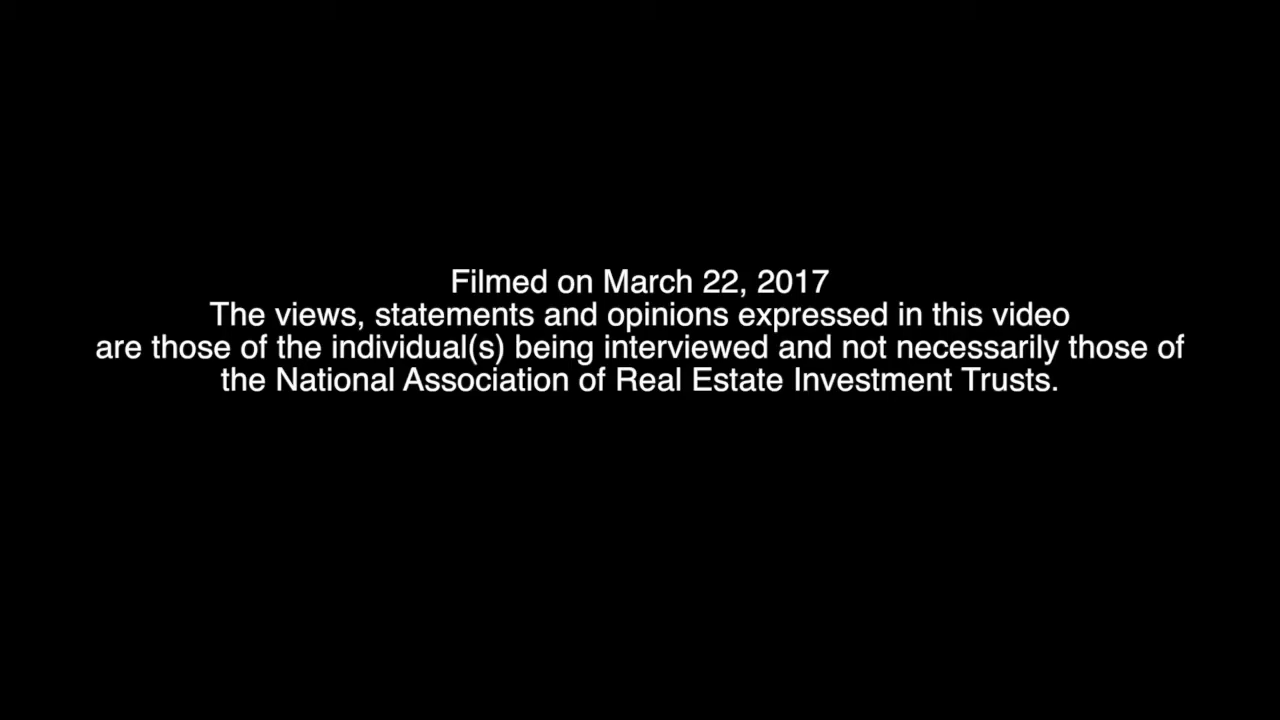 Filmed on March 22, 2017
The views, statements and opinions expressed in this video
are those of the individual(s) being interviewed and not necessarily those of
the National Association of Real Estate Investment Trusts.